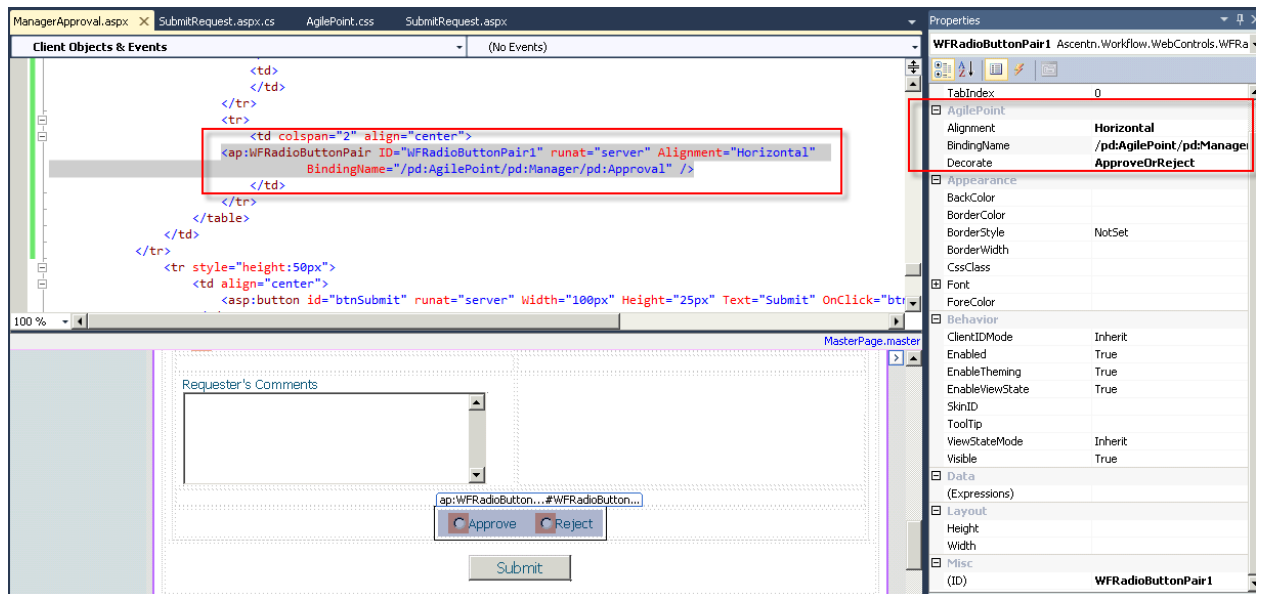 ManagerApproval.aspx SubmitRequest.aspx.cs AgilePoint.css SubmitRequest.aspx
Client Objects & Events (No Events)
<td>
</td>
</tr>
<tr>
<td colspan="2" align="center">
<ap:WFRadioButtonPair ID="WFRadioButtonPair1" runat="server" Alignment="Horizontal"
BindingName="/pd:AgilePoint/pd:Manager/pd:Approval" />
</td>
</tr>
</table>
</td>
</tr>
<tr style="height:50px">
<td align="center">
<asp:button id="btnSubmit" runat="server" Width="100px" Height="25px" Text="Submit" OnClick="bt
100 %
MasterPage.master
Requester's Comments
ap:WFRadioButton...#WFRadioButton...
Approve Reject
Submit
Properties
WFRadioButtonPair1 Ascentn.Workflow.WebControls.WFRa
TabIndex 0
AgilePoint
Alignment Horizontal
BindingName /pd:AgilePoint/pd:Manager
Decorate ApproveOrReject
Appearance
BackColor
BorderColor
BorderStyle NotSet
BorderWidth
CssClass
Font
ForeColor
Behavior
ClientIDMode Inherit
Enabled True
EnableTheming True
EnableViewState True
SkinID
ToolTip
ViewStateMode Inherit
Visible True
Data
(Expressions)
Layout
Height
Width
Misc
(ID) WFRadioButtonPair1